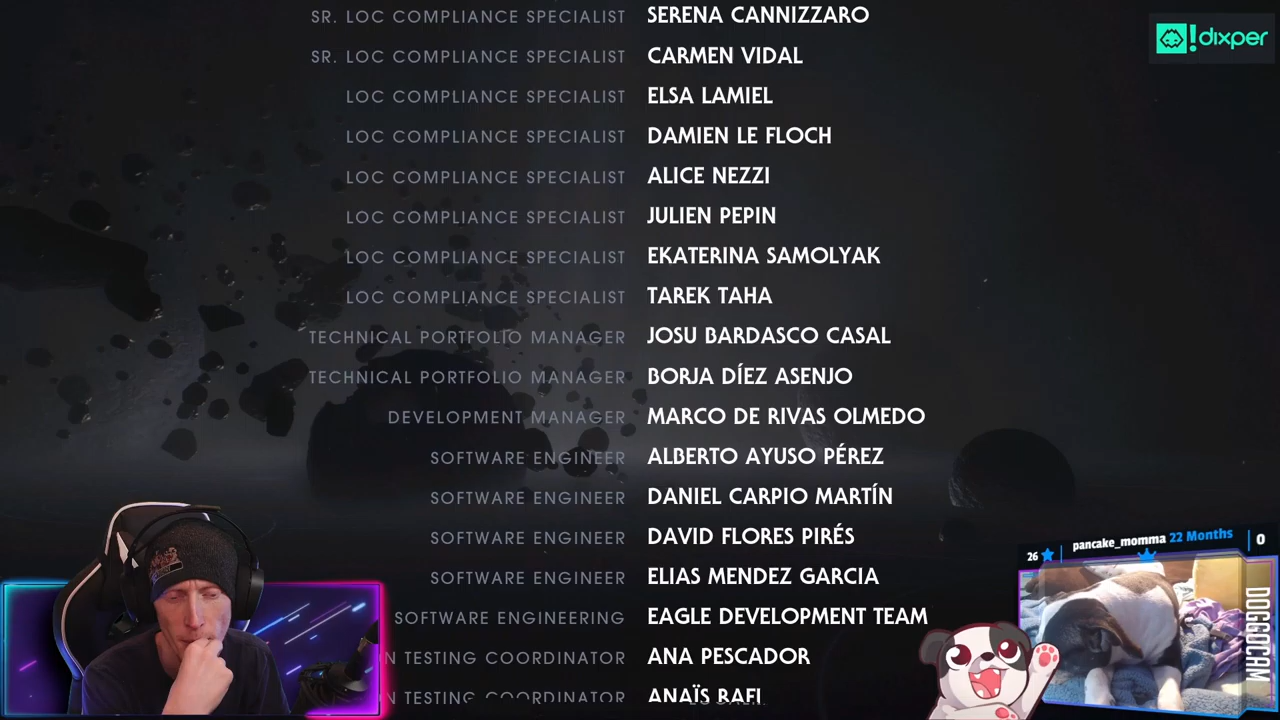 SR. LOC COMPLIANCE SPECIALIST SERENA CANNIZZARO
!dixper
SR. LOC COMPLIANCE SPECIALIST CARMEN VIDAL
LOC COMPLIANCE SPECIALIST ELSA LAMIEL
LOC COMPLIANCE SPECIALIST DAMIEN LE FLOCH
LOC COMPLIANCE SPECIALIST ALICE NEZZI
LOC COMPLIANCE SPECIALIST JULIEN PEPIN
LOC COMPLIANCE SPECIALIST EKATERINA SAMOLYAK
LOC COMPLIANCE SPECIALIST TAREK TAHA
TECHNICAL PORTFOLIO MANAGER JOSU BARDASCO CASAL
TECHNICAL PORTFOLIO MANAGER BORJA DÍEZ ASENJO
DEVELOPMENT MANAGER MARCO DE RIVAS OLMEDO
SOFTWARE ENGINEER ALBERTO AYUSO PÉREZ
SOFTWARE ENGINEER DANIEL CARPIO MARTÍN
SOFTWARE ENGINEER DAVID FLORES PIRÉS
SOFTWARE ENGINEER ELIAS MENDEZ GARCIA
SOFTWARE ENGINEERING EAGLE DEVELOPMENT TEAM
N TESTING COORDINATOR ANA PESCADOR
N TESTING COORDINATOR ANAÏS RAFI
26 pancake_momma 22 Months 0
DOGGOCAM